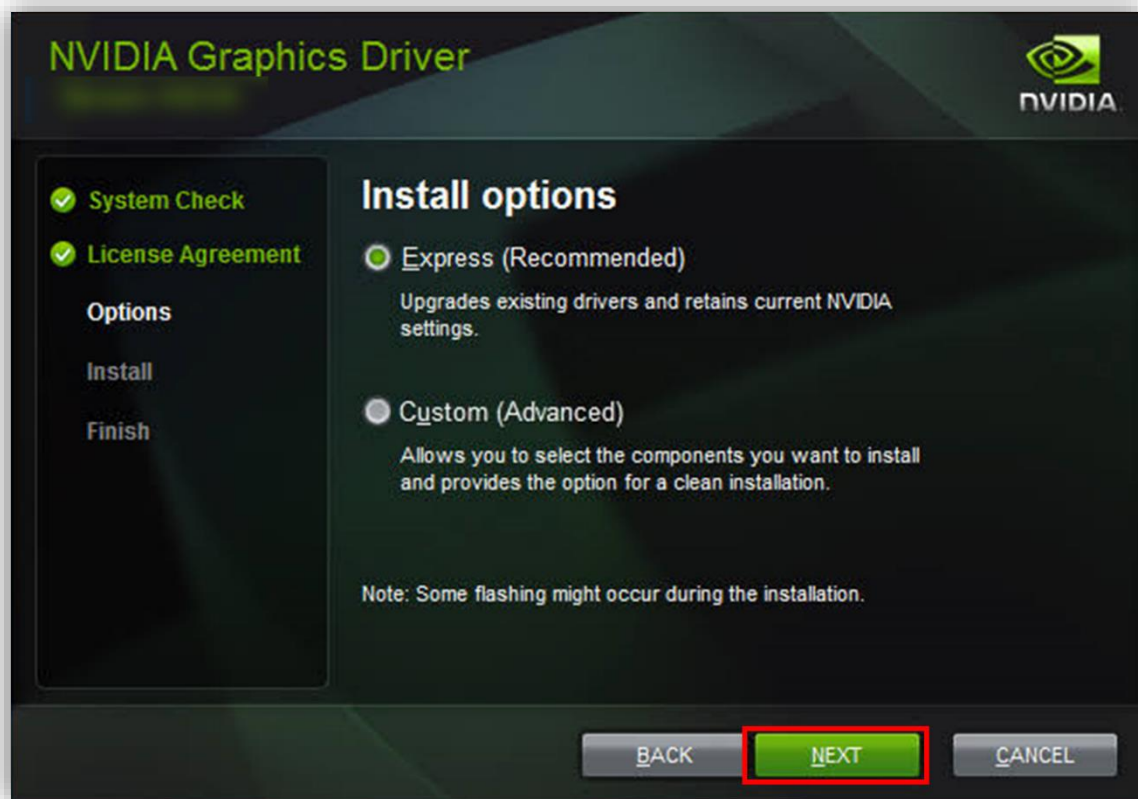 NVIDIA Graphics Driver
NVIDIA.
System Check
License Agreement
Options
Install
Finish
Install options
Express (Recommended)
Upgrades existing drivers and retains current NVIDIA
settings.
Custom (Advanced)
Allows you to select the components you want to install
and provides the option for a clean installation.
Note: Some flashing might occur during the installation.
BACK
NEXT
CANCEL